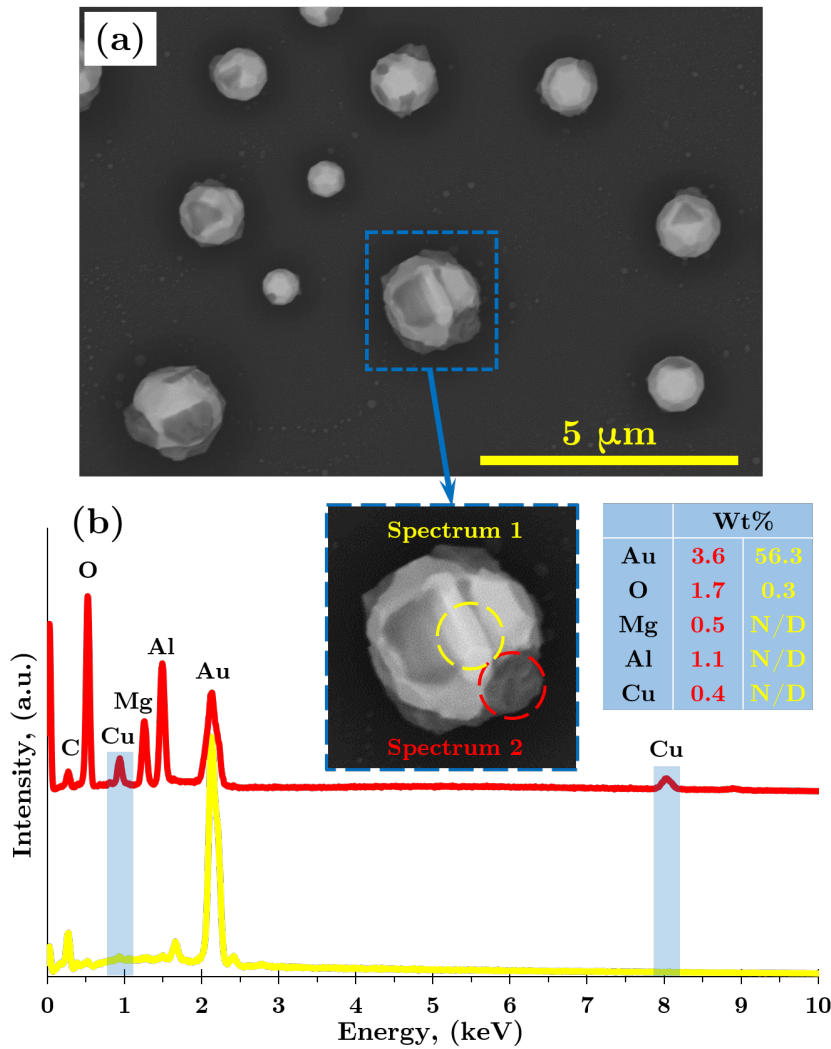 (a)
5 μm
(b)
Spectrum 1
Spectrum 2
Wt%
Au 3.6 56.3
O 1.7 0.3
Mg 0.5 N/D
Al 1.1 N/D
Cu 0.4 N/D
O
C
Cu
Mg
Al
Au
Cu
Intensity, (a.u.)
0 1 2 3 4 5 6 7 8 9 10
Energy, (keV)